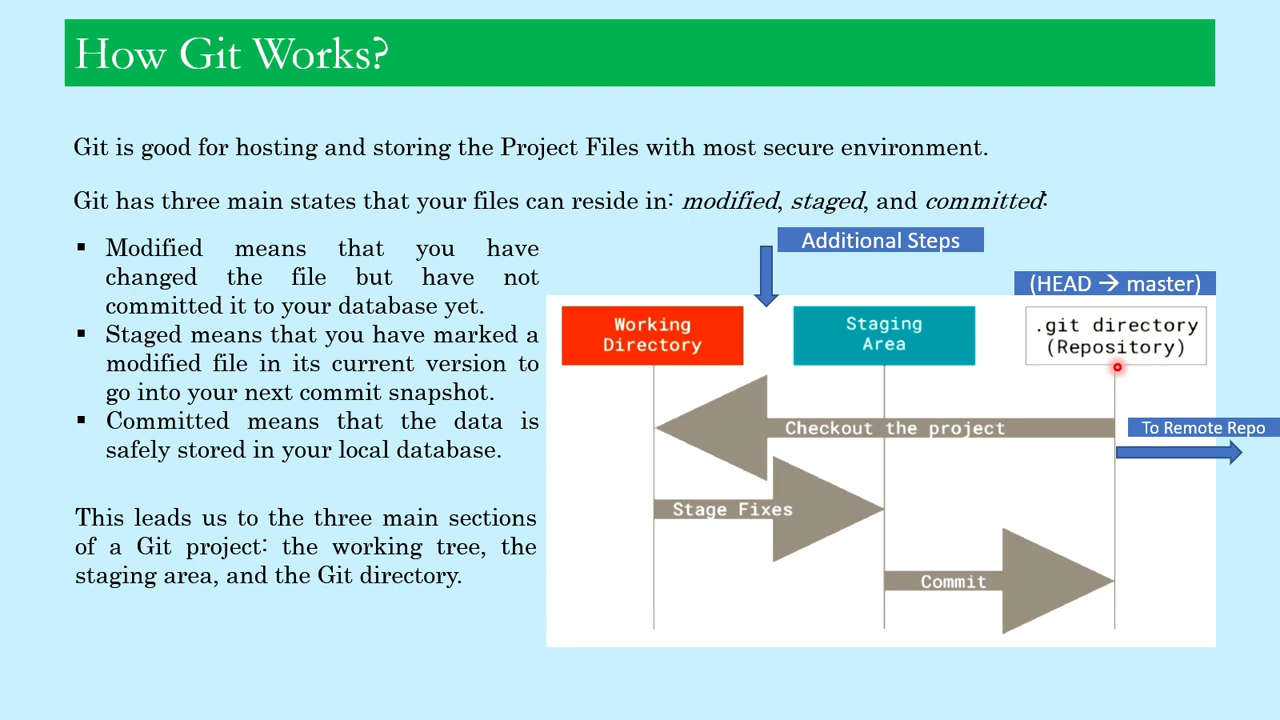 How Git Works?
Git is good for hosting and storing the Project Files with most secure environment.
Git has three main states that your files can reside in: modified, staged, and committed:
▪ Modified means that you have
changed the file but have not
committed it to your database yet.
▪ Staged means that you have marked a
modified file in its current version to
go into your next commit snapshot.
▪ Committed means that the data is
safely stored in your local database.
This leads us to the three main sections
of a Git project: the working tree, the
staging area, and the Git directory.
Additional Steps
(HEAD → master)
Working
Directory
Staging
Area
.git directory
(Repository)
Checkout the project
To Remote Repo
Stage Fixes
Commit